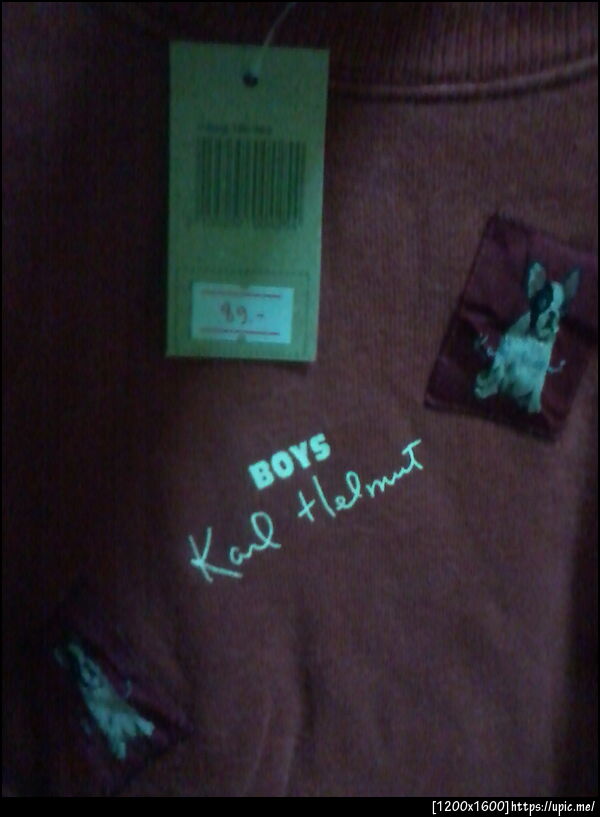 99.-
BOYS
Karl Helmut
[1200x1600]https://upic.me/